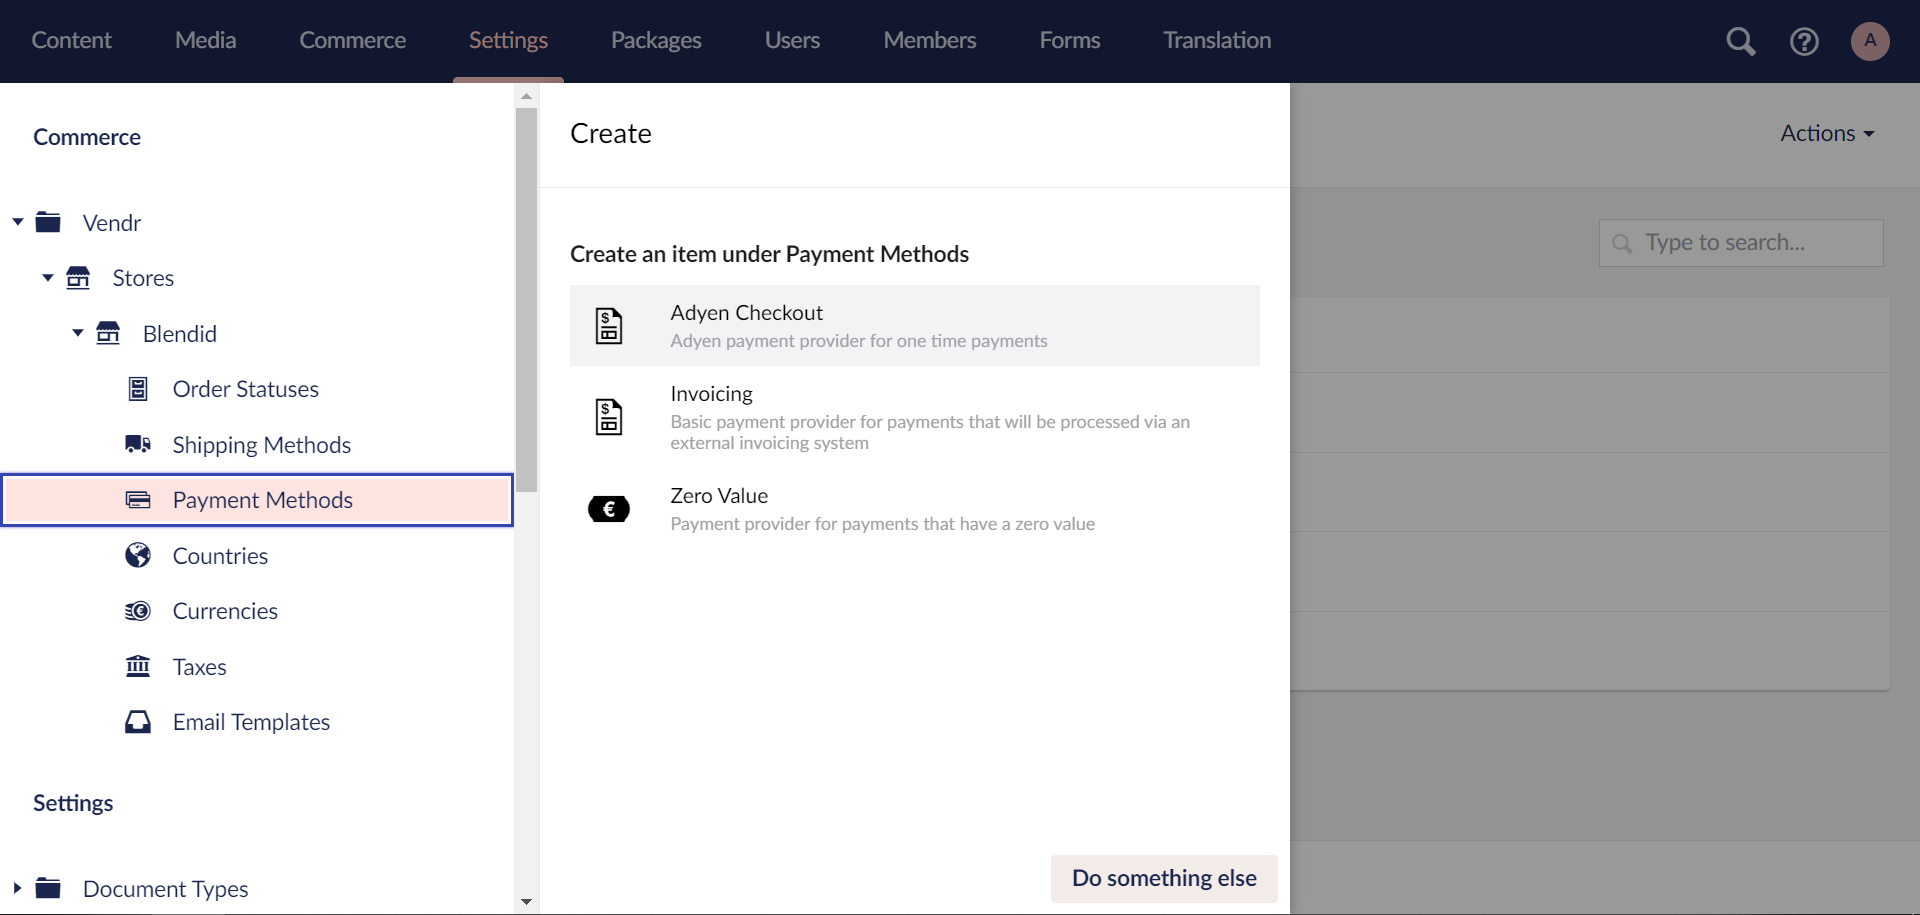 Content Media Commerce Settings Packages Users Members Forms Translation A
Commerce
Vendr
Stores
Blendid
Order Statuses
Shipping Methods
Payment Methods
Countries
Currencies
Taxes
Email Templates
Settings
Document Types
Create
Create an item under Payment Methods
$
Adyen Checkout
Adyen payment provider for one time payments
$
Invoicing
Basic payment provider for payments that will be processed via an
external invoicing system
€
Zero Value
Payment provider for payments that have a zero value
Do something else
Actions
Type to search...